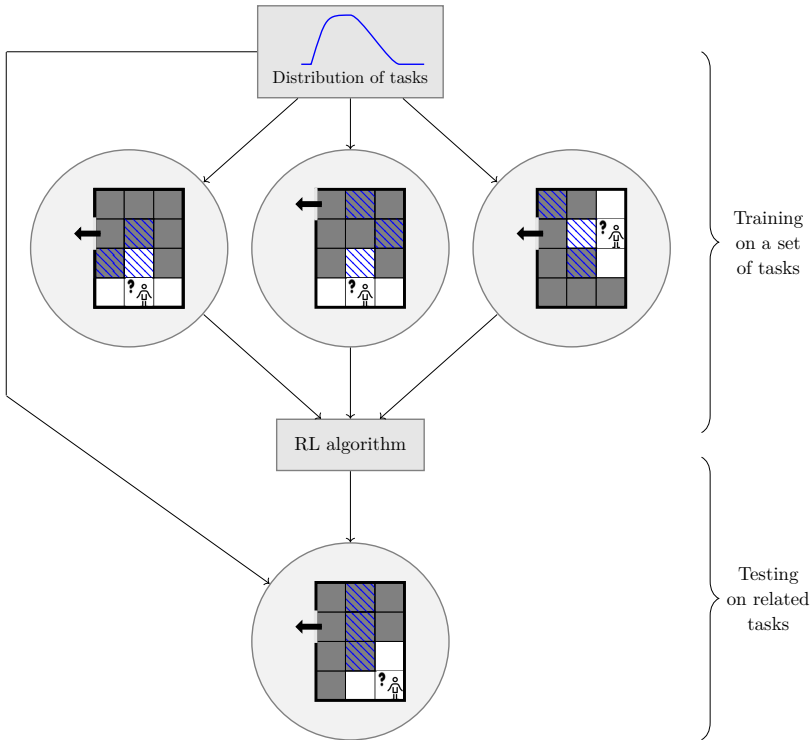 Distribution of tasks
?
?
?
Training
on a set
of tasks
RL algorithm
?
Testing
on related
tasks